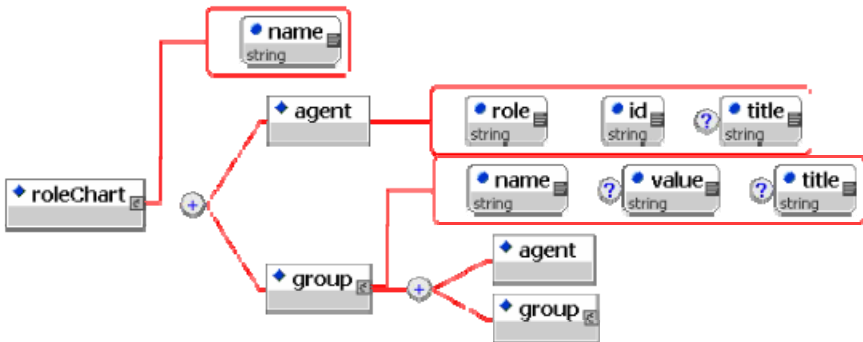 name
string
agent
role
string
id
string
? title
string
roleChart
+
name
string
? value
string
? title
string
group
+
agent
group